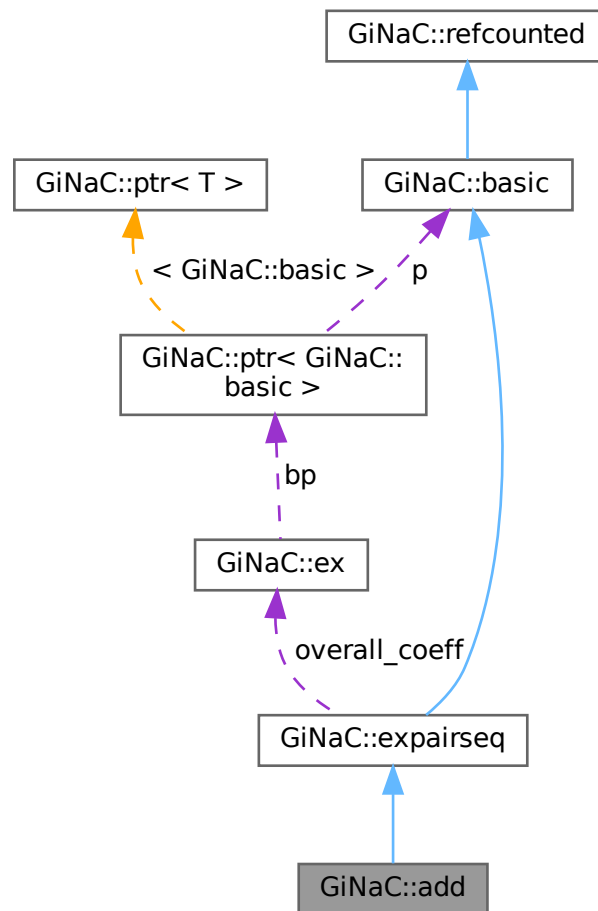 GiNaC::refcounted
GiNaC::ptr< T >
GiNaC::basic
< GiNaC::basic >
p
GiNaC::ptr< GiNaC::
basic >
bp
GiNaC::ex
overall_coeff
GiNaC::expairseq
GiNaC::add